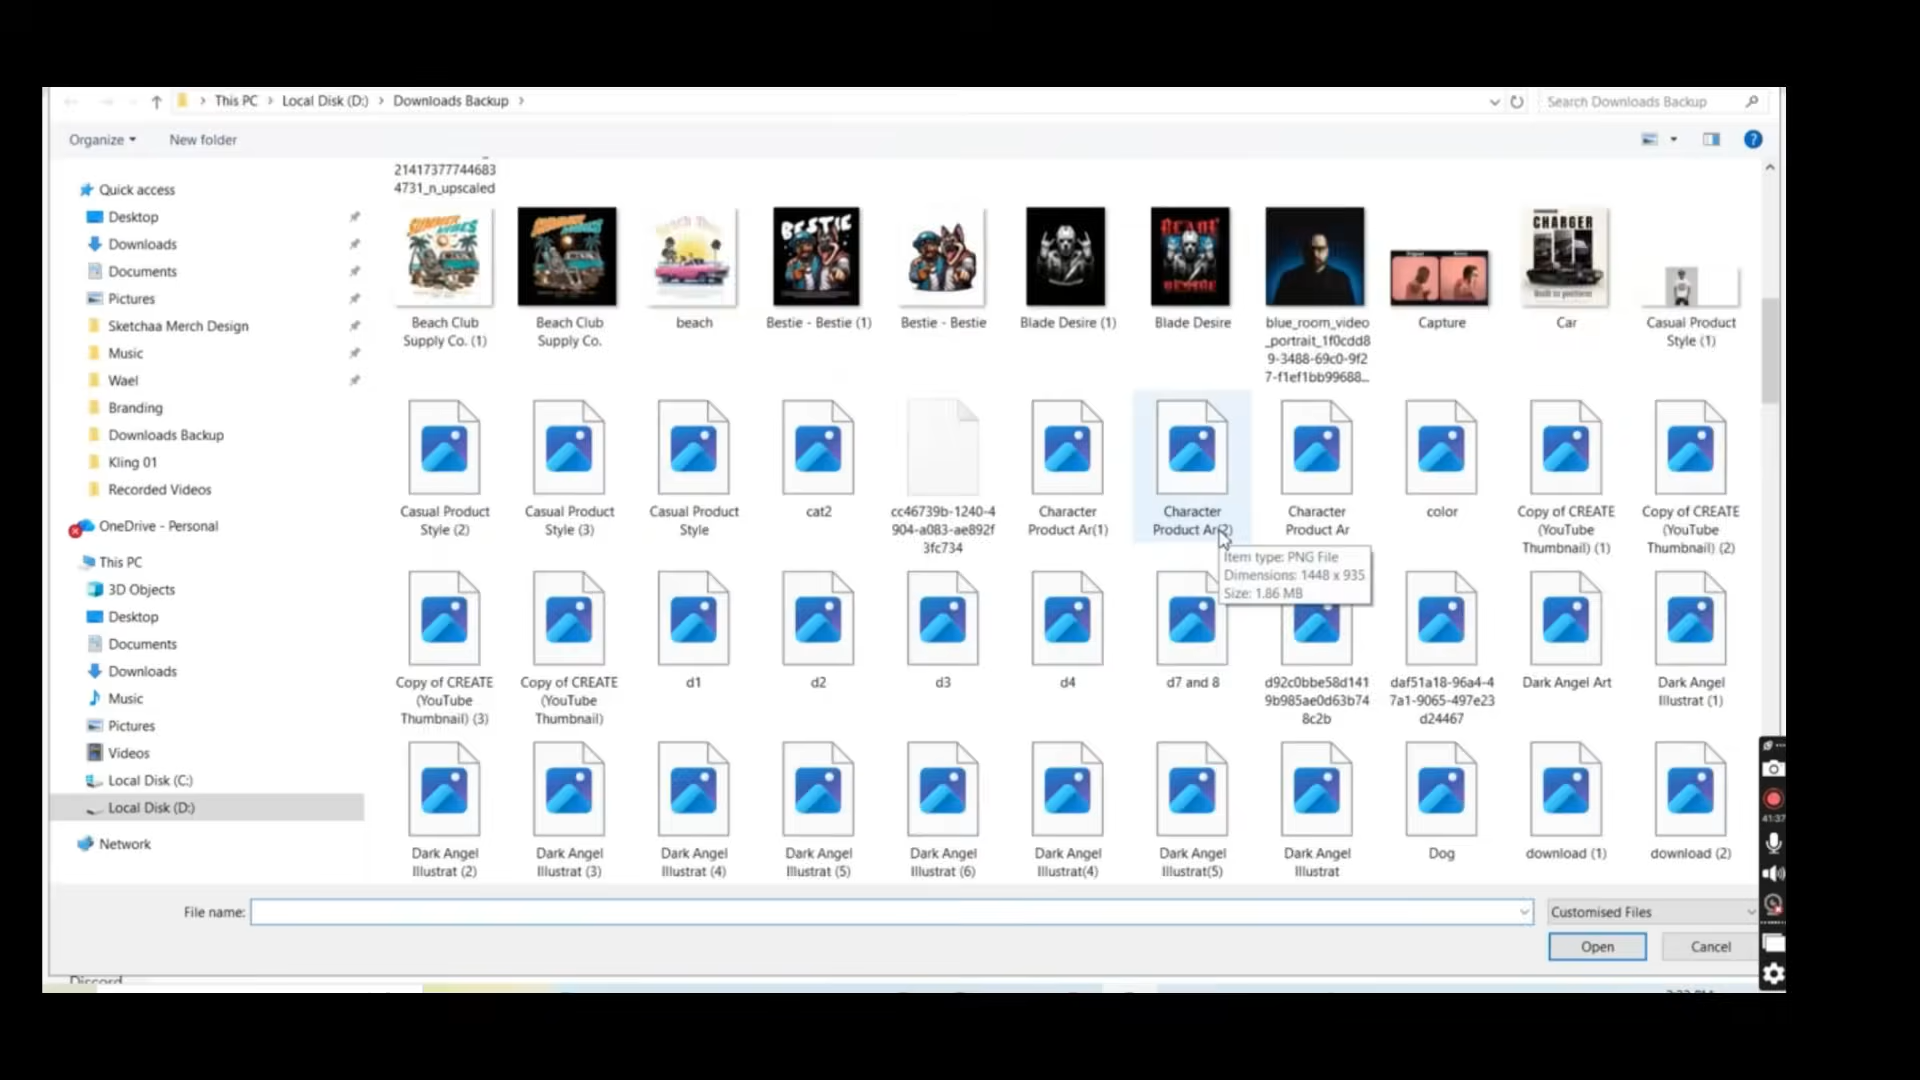 This PC
Local Disk (D:)
Downloads Backup
Search Downloads Backup
Organize
New folder
Quick access
Desktop
Downloads
Documents
Pictures
Sketchaa Merch Design
Music
Wael
Branding
Downloads Backup
Kling 01
Recorded Videos
OneDrive - Personal
This PC
3D Objects
Desktop
Documents
Downloads
Music
Pictures
Videos
Local Disk (C:)
Local Disk (D:)
Network
21417377744683
4731_n_upscaled
SUMMER
VIBES
BESTIE
CHARGER
Beach Club
Supply Co. (1)
Beach Club
Supply Co.
beach
Bestie - Bestie (1)
Bestie - Bestie
Blade Desire (1)
Blade Desire
blue_room_video
_portrait_1f0cdd8
9-3488-69c0-9f2
7-f1ef1bb99688...
Capture
Car
Casual Product
Style (1)
Casual Product
Style (2)
Casual Product
Style (3)
Casual Product
Style
cat2
cc46739b-1240-4
904-a083-ae892f
3fc734
Character
Product Ar(1)
Character
Product Ar(2)
Character
Product Ar
color
Copy of CREATE
(YouTube
Thumbnail) (1)
Copy of CREATE
(YouTube
Thumbnail) (2)
Item type: PNG File
Dimensions: 1448 x 935
Size: 1.86 MB
Copy of CREATE
(YouTube
Thumbnail) (3)
Copy of CREATE
(YouTube
Thumbnail)
d1
d2
d3
d4
d7 and 8
d92c0bbe58d141
9b985ae0d63b74
8c2b
daf51a18-96a4-4
7a1-9065-497e23
d24467
Dark Angel Art
Dark Angel
Illustrat (1)
Dark Angel
Illustrat (2)
Dark Angel
Illustrat (3)
Dark Angel
Illustrat (4)
Dark Angel
Illustrat (5)
Dark Angel
Illustrat (6)
Dark Angel
Illustrat(4)
Dark Angel
Illustrat(5)
Dark Angel
Illustrat
Dog
download (1)
download (2)
41:37
File name:
Customised Files
Open
Cancel
Discord